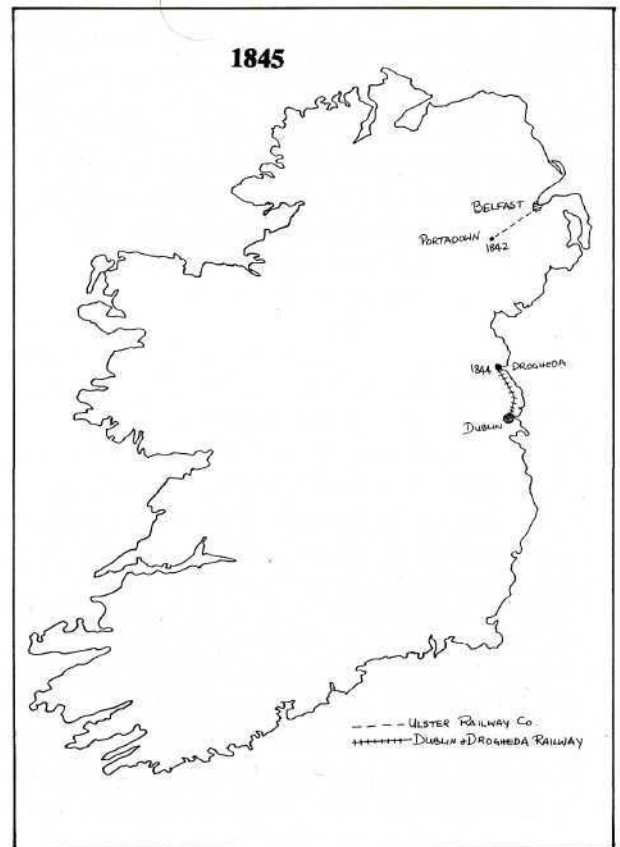 1845
BELFAST
PORTADOWN
1842
1844 DROGHEDA
DUBLIN
ULSTER RAILWAY CO.
DUBLIN & DROGHEDA RAILWAY